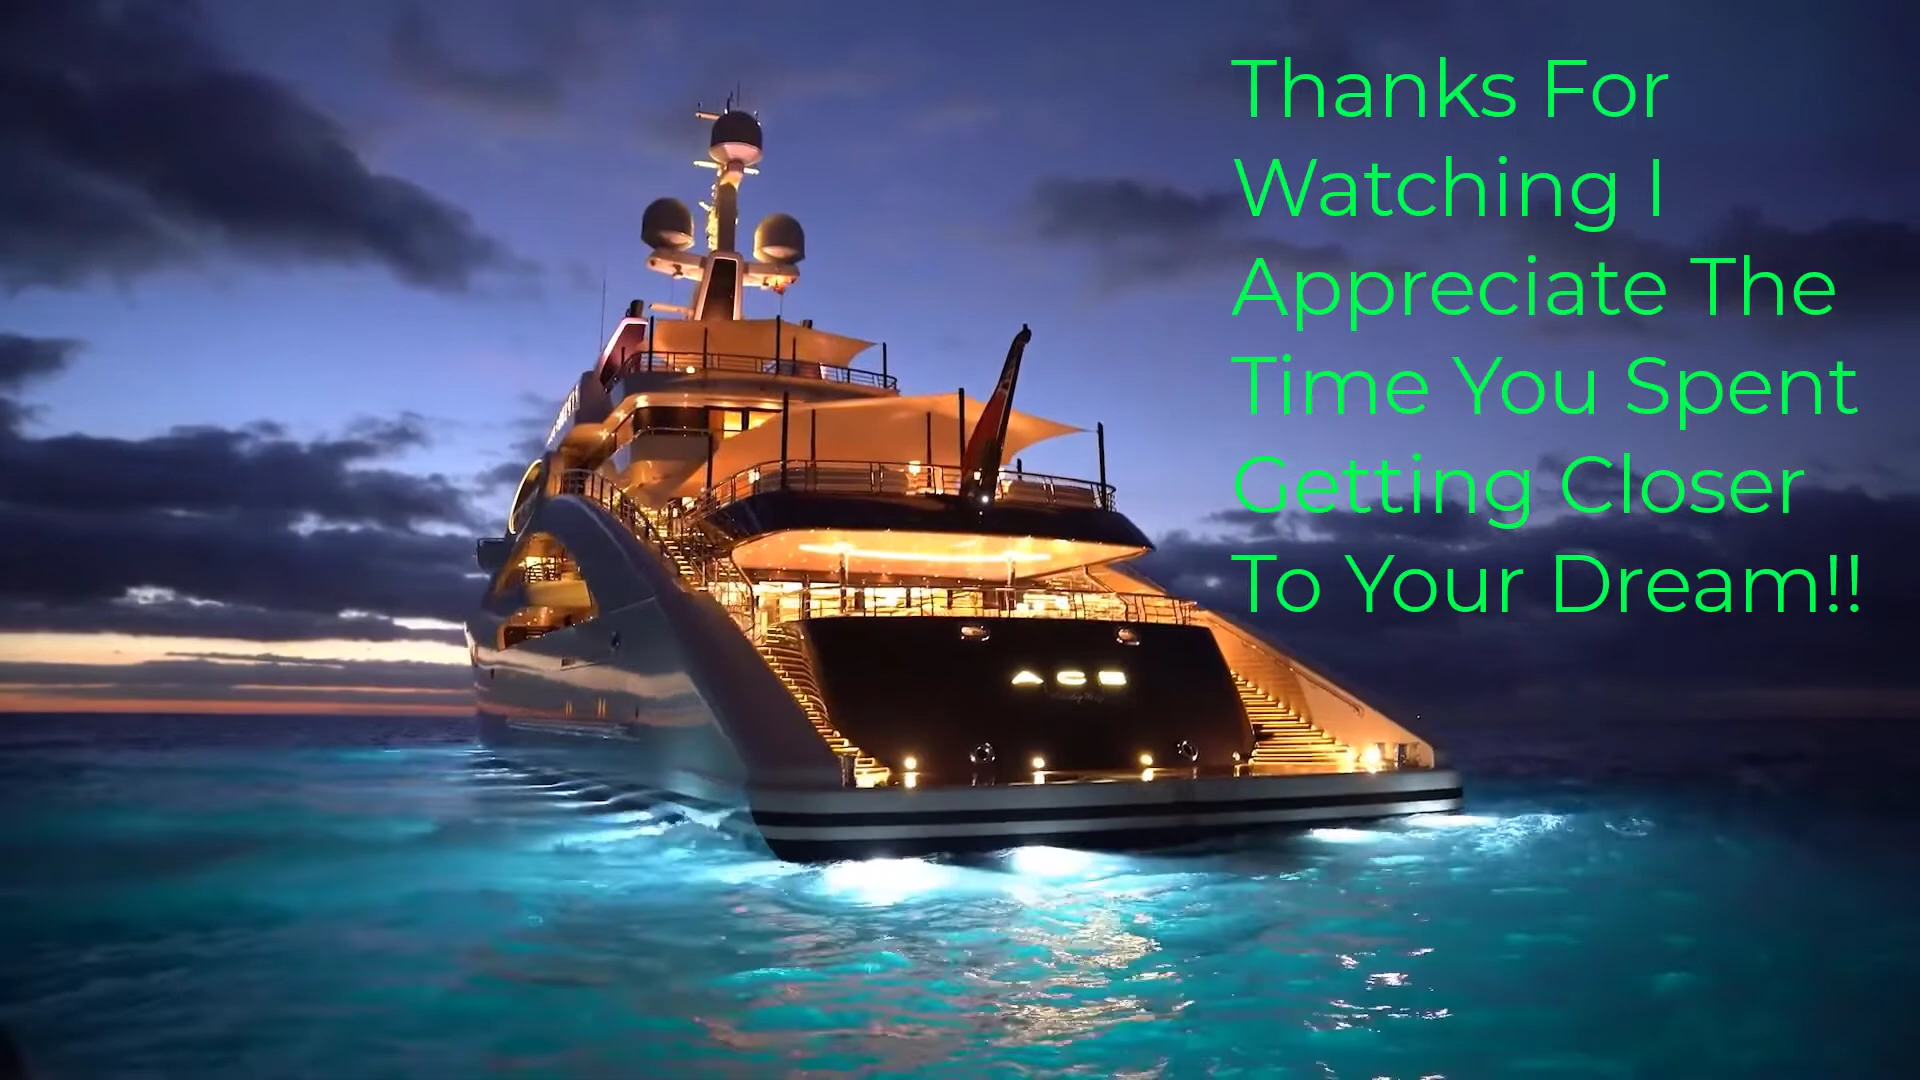 Thanks For
Watching I
Appreciate The
Time You Spent
Getting Closer
To Your Dream!!
ACE